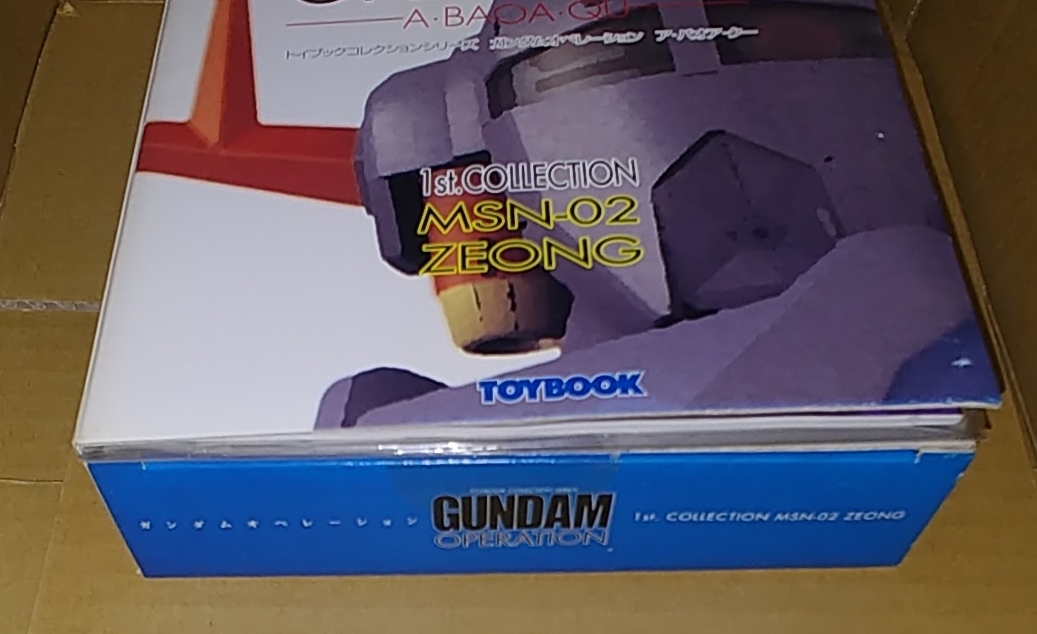 A·BAOA·QU
トイブックコレクションシリーズ ガンダムオペレーション ア・バオア・クー
1st.COLLECTION
MSN-02
ZEONG
TOYBOOK
ガンダムオペレーション
GUNDAM
OPERATION
1st. COLLECTION MSN-02 ZEONG